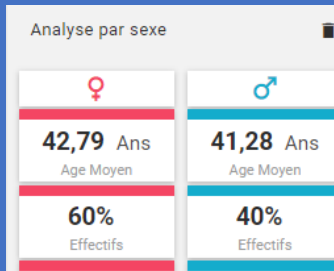 Analyse par sexe
42,79 Ans
Age Moyen
41,28 Ans
Age Moyen
60%
Effectifs
40%
Effectifs